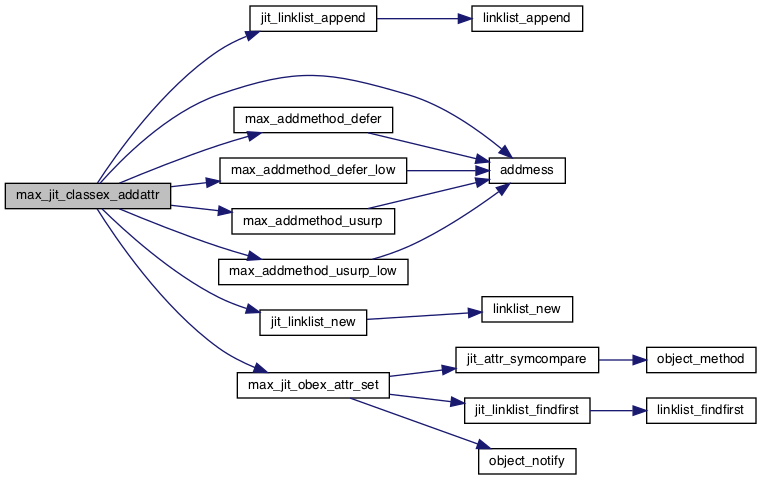 jit_linklist_append
linklist_append
max_addmethod_defer
max_addmethod_defer_low
addmess
max_jit_classex_addattr
max_addmethod_usurp
max_addmethod_usurp_low
linklist_new
jit_linklist_new
jit_attr_symcompare
object_method
max_jit_obex_attr_set
jit_linklist_findfirst
linklist_findfirst
object_notify